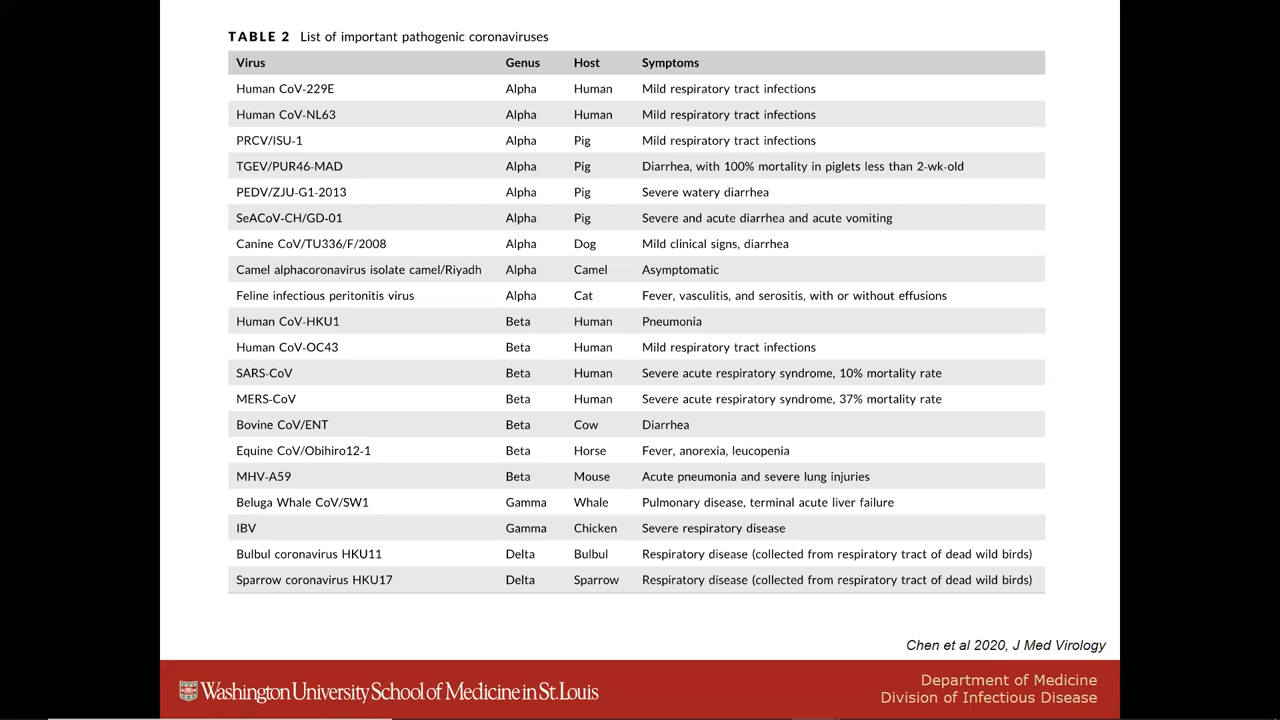 TABLE 2 List of important pathogenic coronaviruses
Virus Genus Host Symptoms
Human CoV-229E Alpha Human Mild respiratory tract infections
Human CoV-NL63 Alpha Human Mild respiratory tract infections
PRCV/ISU-1 Alpha Pig Mild respiratory tract infections
TGEV/PUR46-MAD Alpha Pig Diarrhea, with 100% mortality in piglets less than 2-wk-old
PEDV/ZJU-G1-2013 Alpha Pig Severe watery diarrhea
SeACoV-CH/GD-01 Alpha Pig Severe and acute diarrhea and acute vomiting
Canine CoV/TU336/F/2008 Alpha Dog Mild clinical signs, diarrhea
Camel alphacoronavirus isolate camel/Riyadh Alpha Camel Asymptomatic
Feline infectious peritonitis virus Alpha Cat Fever, vasculitis, and serositis, with or without effusions
Human CoV-HKU1 Beta Human Pneumonia
Human CoV-OC43 Beta Human Mild respiratory tract infections
SARS-CoV Beta Human Severe acute respiratory syndrome, 10% mortality rate
MERS-CoV Beta Human Severe acute respiratory syndrome, 37% mortality rate
Bovine CoV/ENT Beta Cow Diarrhea
Equine CoV/Obihiro12-1 Beta Horse Fever, anorexia, leucopenia
MHV-A59 Beta Mouse Acute pneumonia and severe lung injuries
Beluga Whale CoV/SW1 Gamma Whale Pulmonary disease, terminal acute liver failure
IBV Gamma Chicken Severe respiratory disease
Bulbul coronavirus HKU11 Delta Bulbul Respiratory disease (collected from respiratory tract of dead wild birds)
Sparrow coronavirus HKU17 Delta Sparrow Respiratory disease (collected from respiratory tract of dead wild birds)
Chen et al 2020, J Med Virology
Washington University School of Medicine in St. Louis
Department of Medicine
Division of Infectious Disease